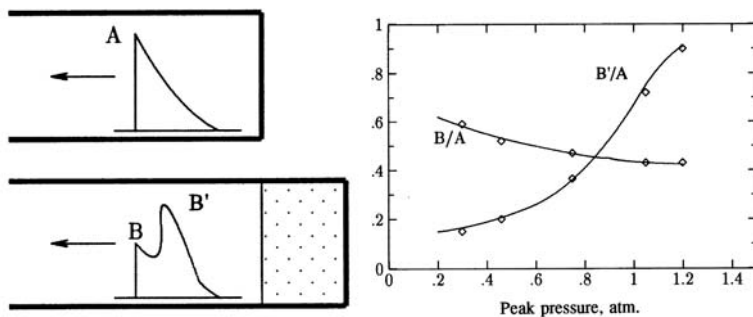 A
B
B'
1
.8
.6
.4
.2
0
B'/A
B/A
0 .2 .4 .6 .8 1.0 1.2 1.4
Peak pressure, atm.